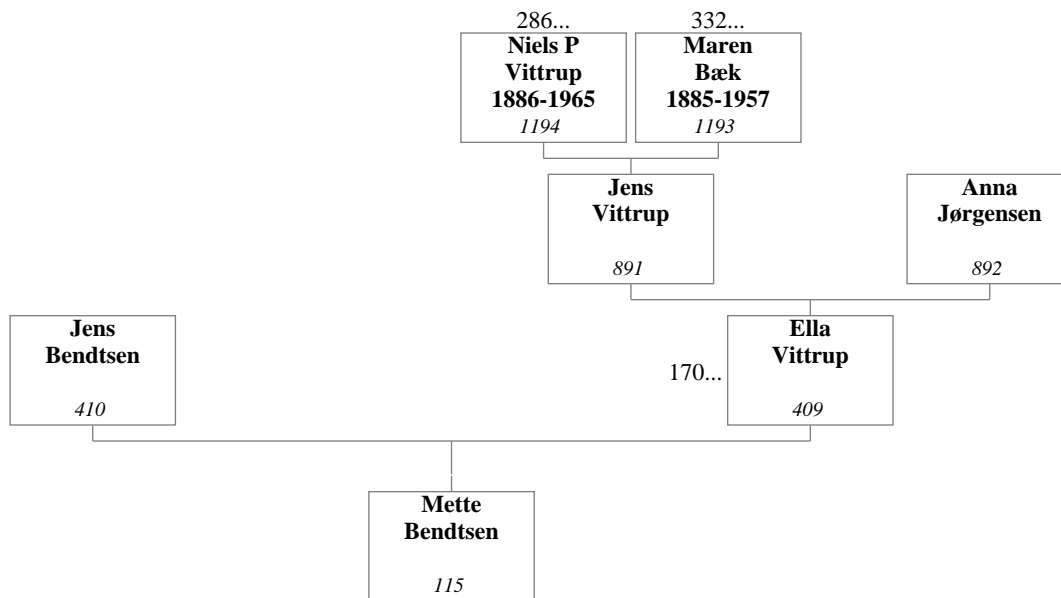 286...
332...
Niels P
Vittrup
1886-1965
1194
Maren
Bæk
1885-1957
1193
Jens
Vittrup
891
Anna
Jørgensen
892
Jens
Bendtsen
410
170...
Ella
Vittrup
409
Mette
Bendtsen
115